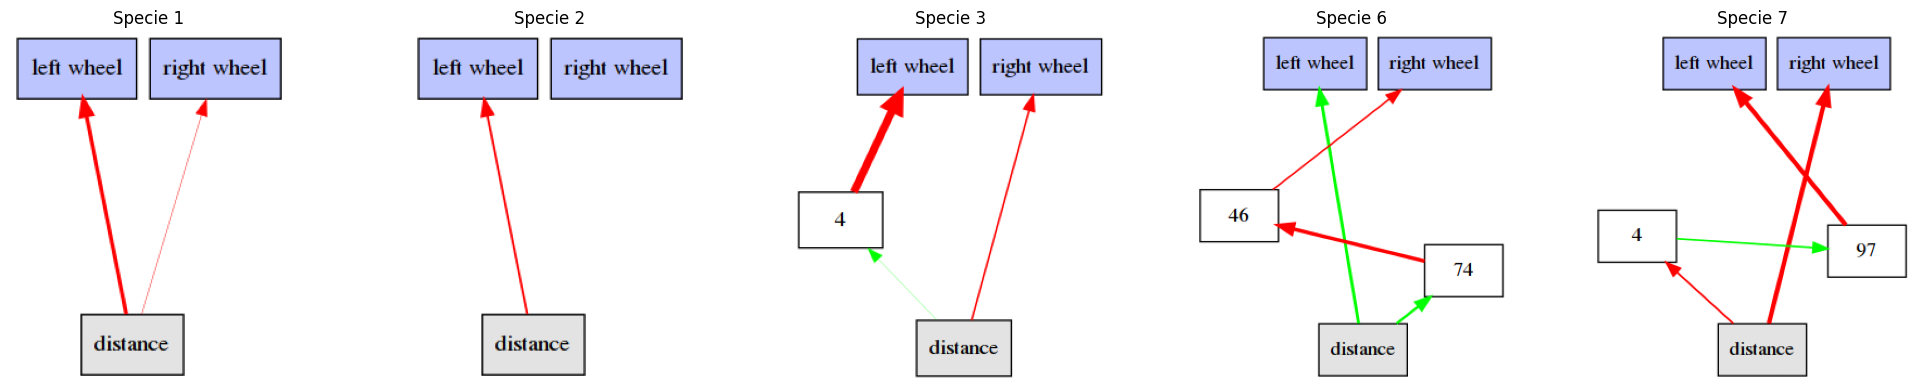 Specie 1
left wheel
right wheel
distance
Specie 2
left wheel
right wheel
distance
Specie 3
left wheel
right wheel
4
distance
Specie 6
left wheel
right wheel
46
74
distance
Specie 7
left wheel
right wheel
4
97
distance